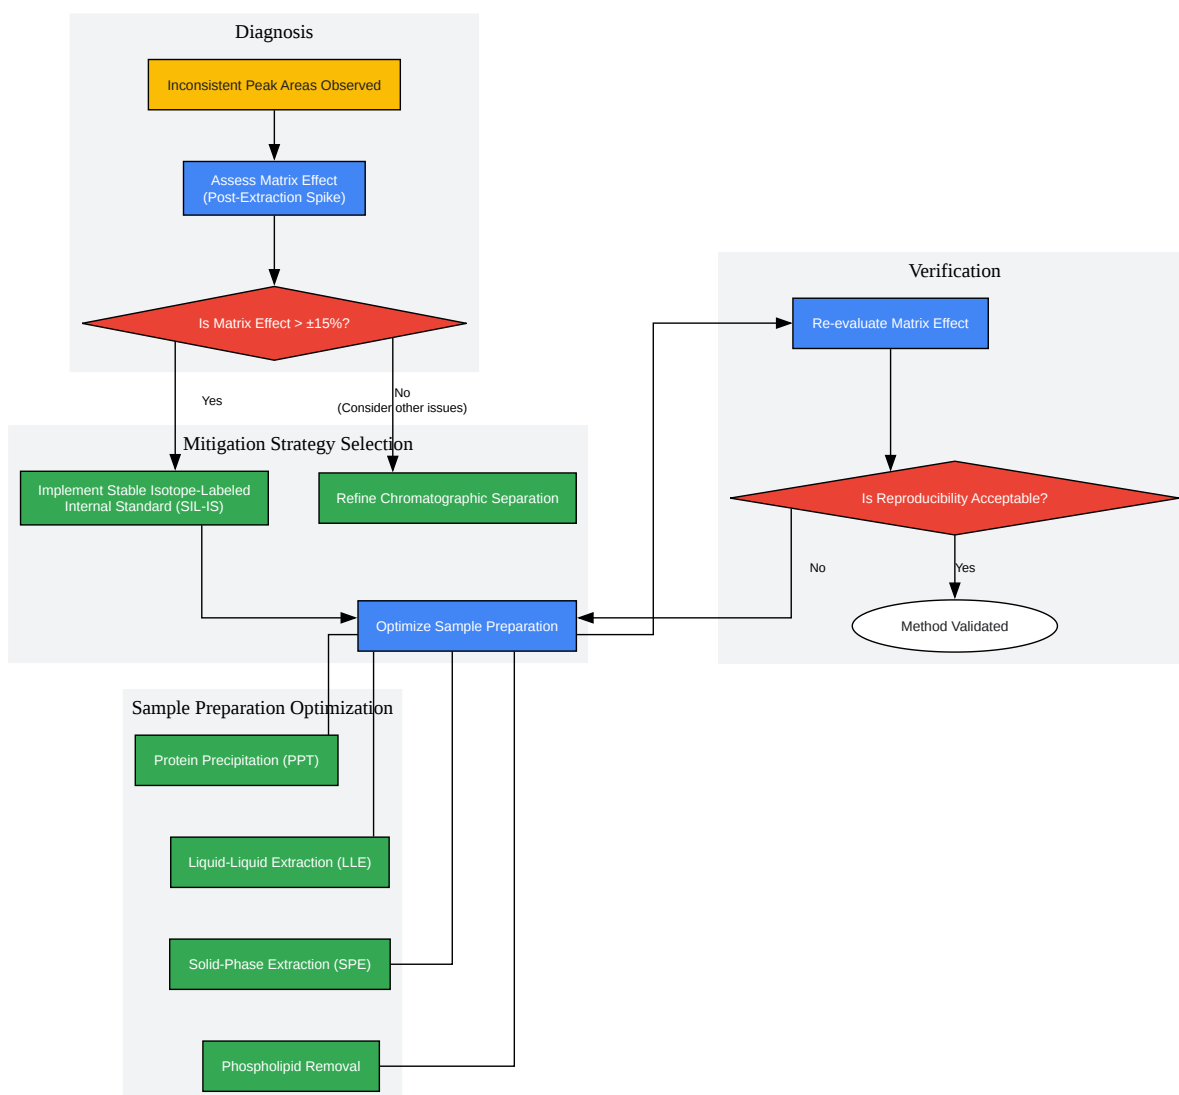 Diagnosis
Inconsistent Peak Areas Observed
Assess Matrix Effect
(Post-Extraction Spike)
Is Matrix Effect > ±15%?
Yes
No
(Consider other issues)
Mitigation Strategy Selection
Implement Stable Isotope-Labeled
Internal Standard (SIL-IS)
Refine Chromatographic Separation
Optimize Sample Preparation
Sample Preparation Optimization
Protein Precipitation (PPT)
Liquid-Liquid Extraction (LLE)
Solid-Phase Extraction (SPE)
Phospholipid Removal
Verification
Re-evaluate Matrix Effect
Is Reproducibility Acceptable?
No
Yes
Method Validated